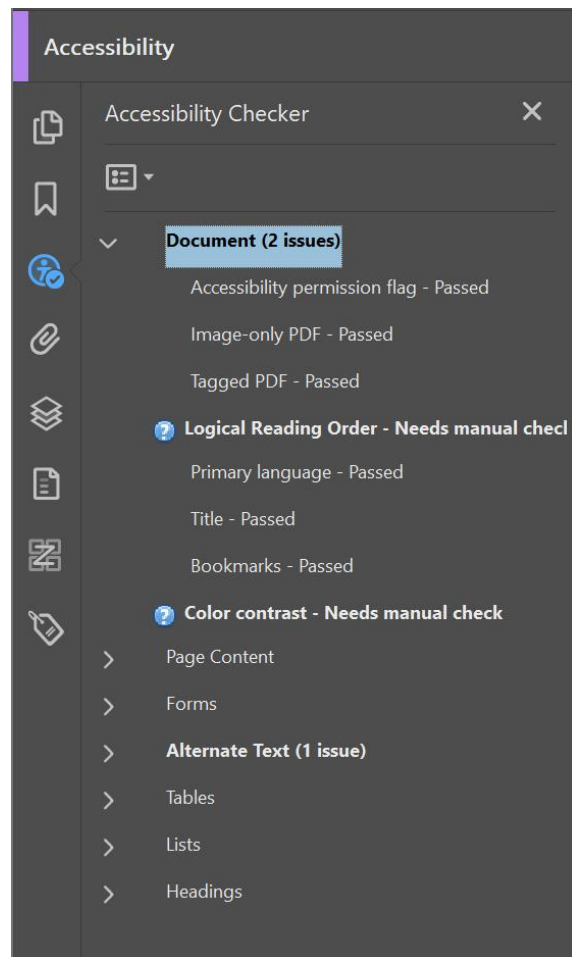 Accessibility
Accessibility Checker
Document (2 issues)
Accessibility permission flag - Passed
Image-only PDF - Passed
Tagged PDF - Passed
Logical Reading Order - Needs manual checl
Primary language - Passed
Title - Passed
Bookmarks - Passed
Color contrast - Needs manual check
Page Content
Forms
Alternate Text (1 issue)
Tables
Lists
Headings